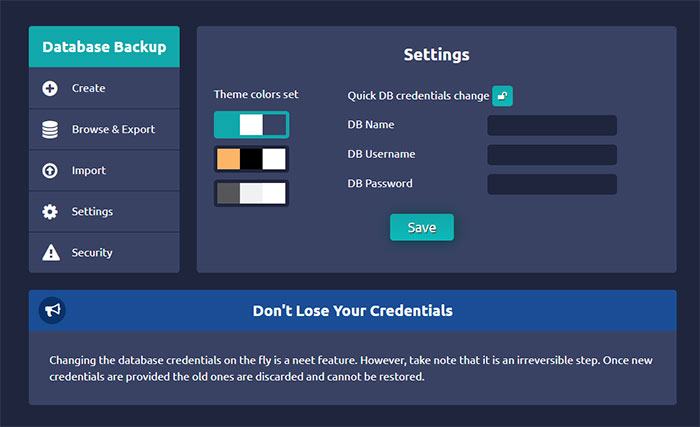 Database Backup
Create
Browse & Export
Import
Settings
Security
Settings
Theme colors set
Quick DB credentials change
DB Name
DB Username
DB Password
Save
Don't Lose Your Credentials
Changing the database credentials on the fly is a neet feature. However, take note that it is an irreversible step. Once new
credentials are provided the old ones are discarded and cannot be restored.